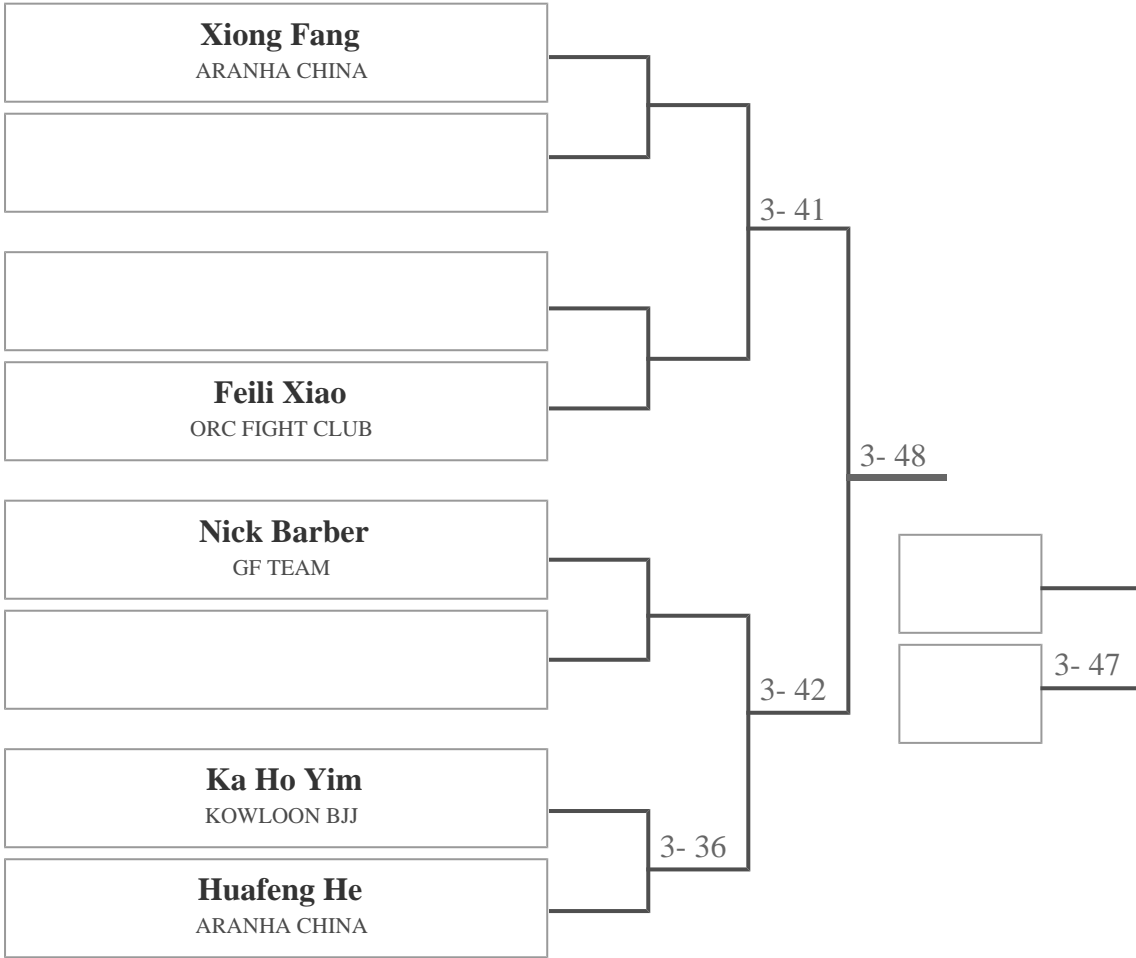 Xiong Fang
ARANHA CHINA
3- 41
Feili Xiao
ORC FIGHT CLUB
3- 48
Nick Barber
GF TEAM
3- 47
3- 42
Ka Ho Yim
KOWLOON BJJ
3- 36
Huafeng He
ARANHA CHINA